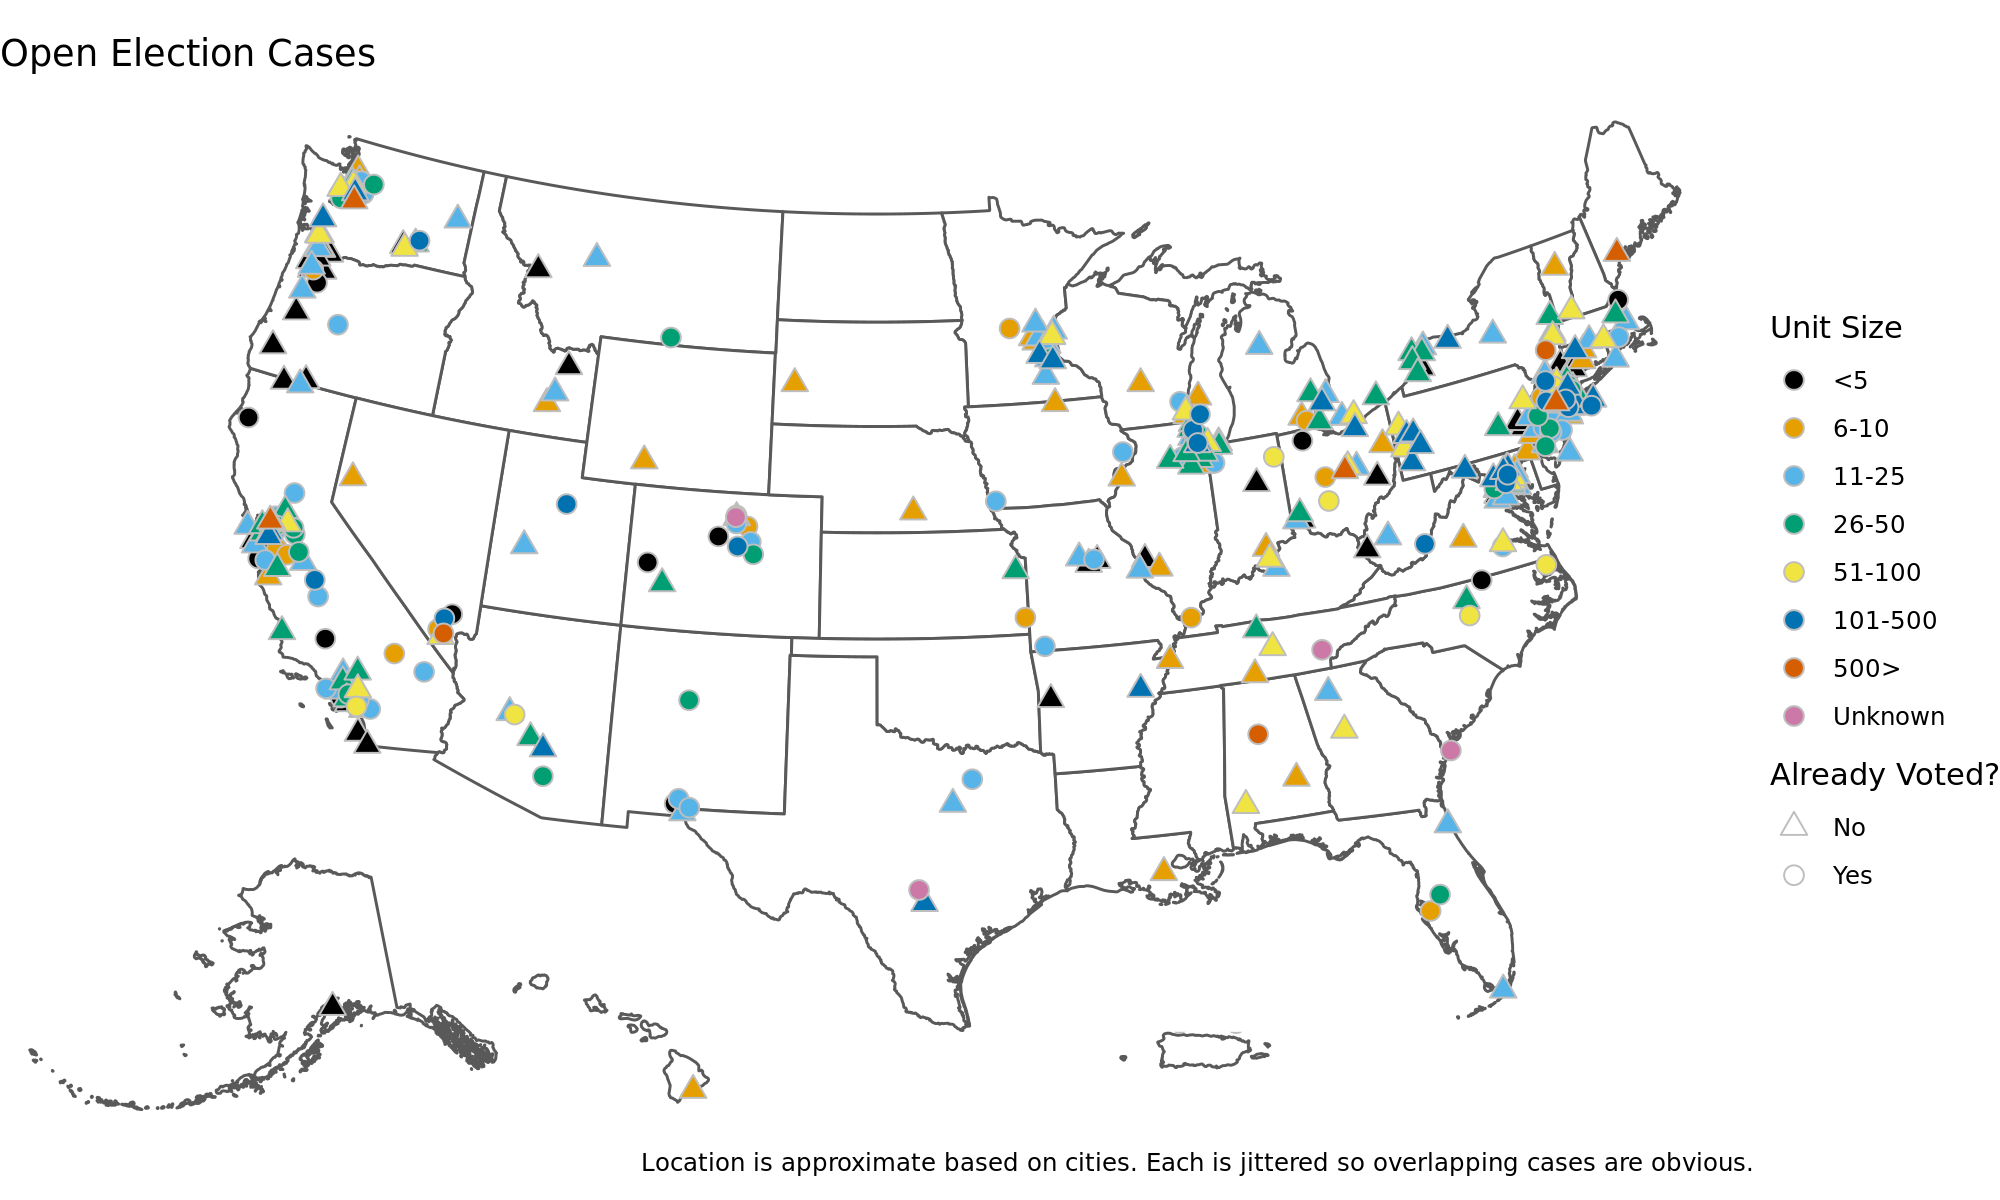 Open Election Cases
Unit Size
<5
6-10
11-25
26-50
51-100
101-500
500>
Unknown
Already Voted?
No
Yes
Location is approximate based on cities. Each is jittered so overlapping cases are obvious.